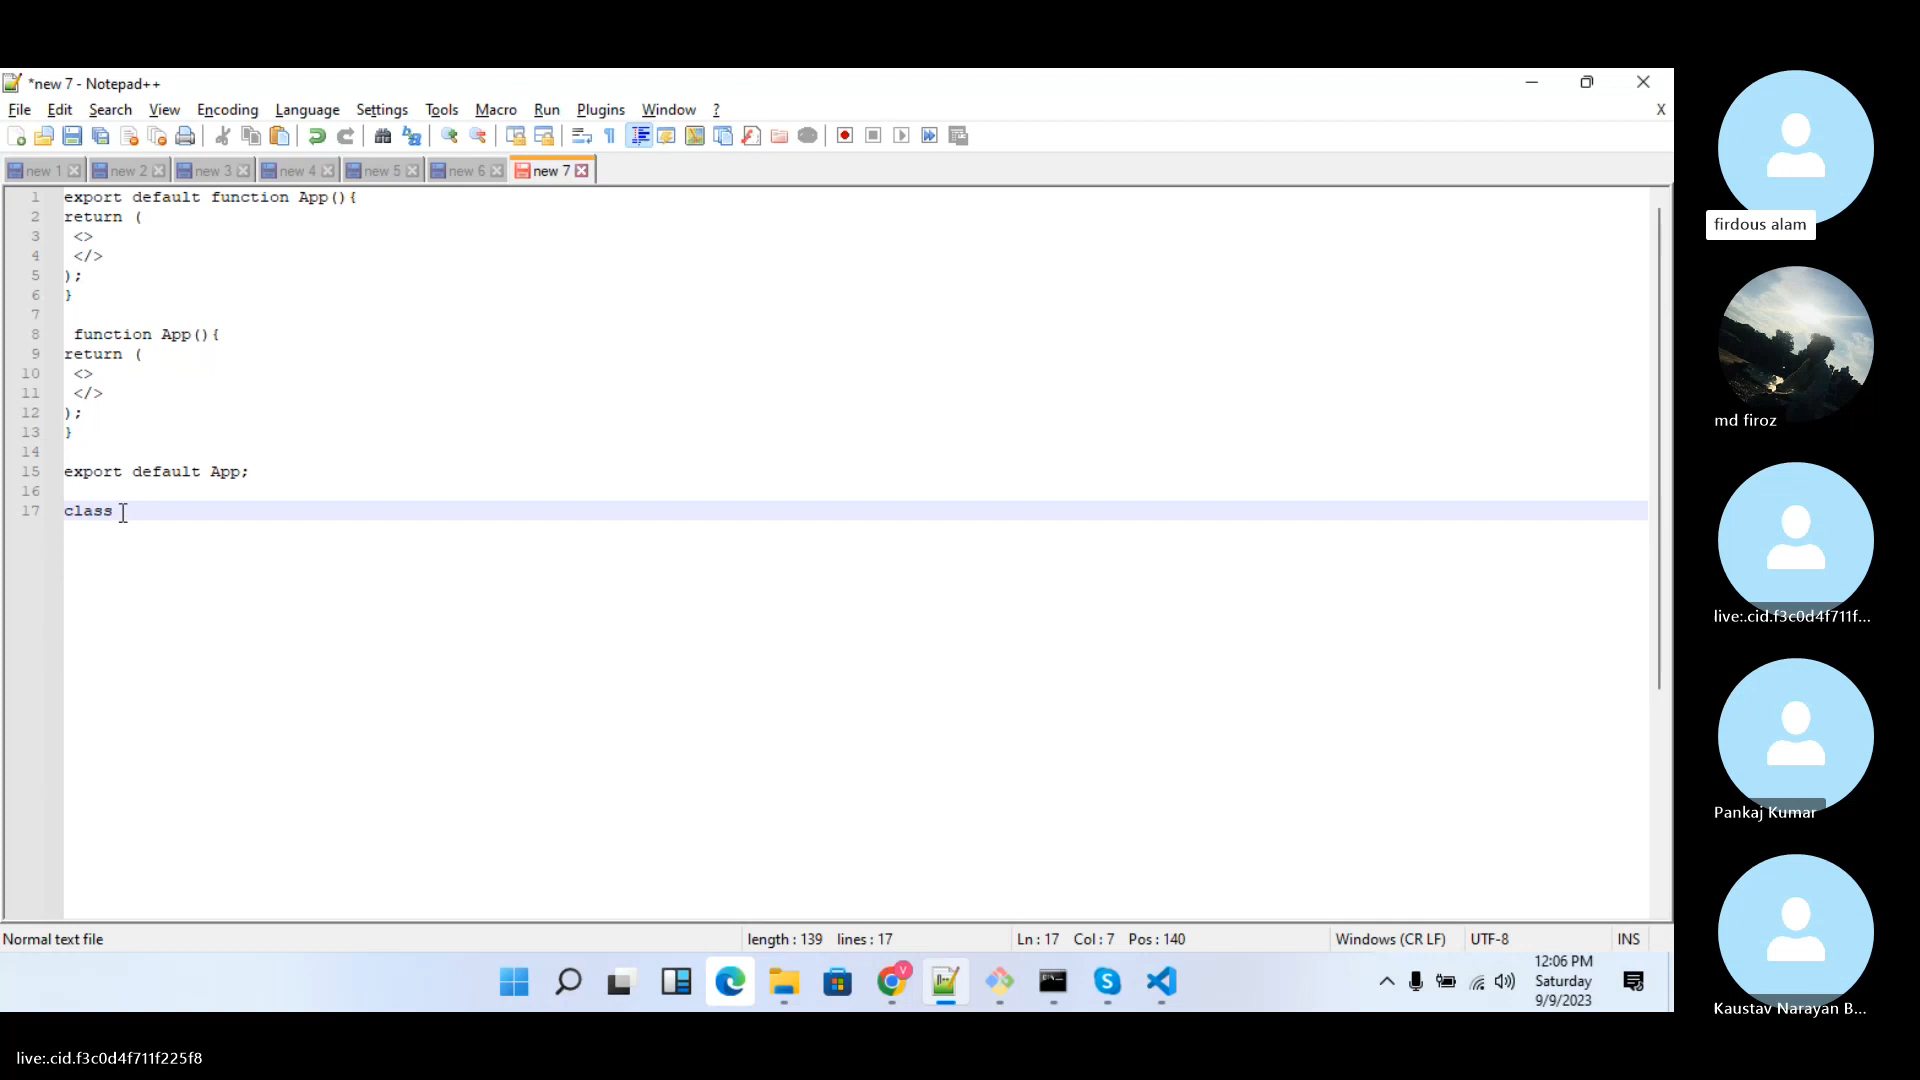 *new 7 - Notepad++
File Edit Search View Encoding Language Settings Tools Macro Run Plugins Window ? X
new 1 new 2 new 3 new 4 new 5 new 6 new 7
1 export default function App(){
2 return (
3 <>
4 </>
5 );
6 }
7
8 function App(){
9 return (
10 <>
11 </>
12 );
13 }
14
15 export default App;
16
17 class
Normal text file length : 139 lines : 17 Ln : 17 Col : 7 Pos : 140 Windows (CR LF) UTF-8 INS
V
12:06 PM
Saturday
9/9/2023
firdous alam
md firoz
live:.cid.f3c0d4f711f...
Pankaj Kumar
Kaustav Narayan B...
live:.cid.f3c0d4f711f225f8